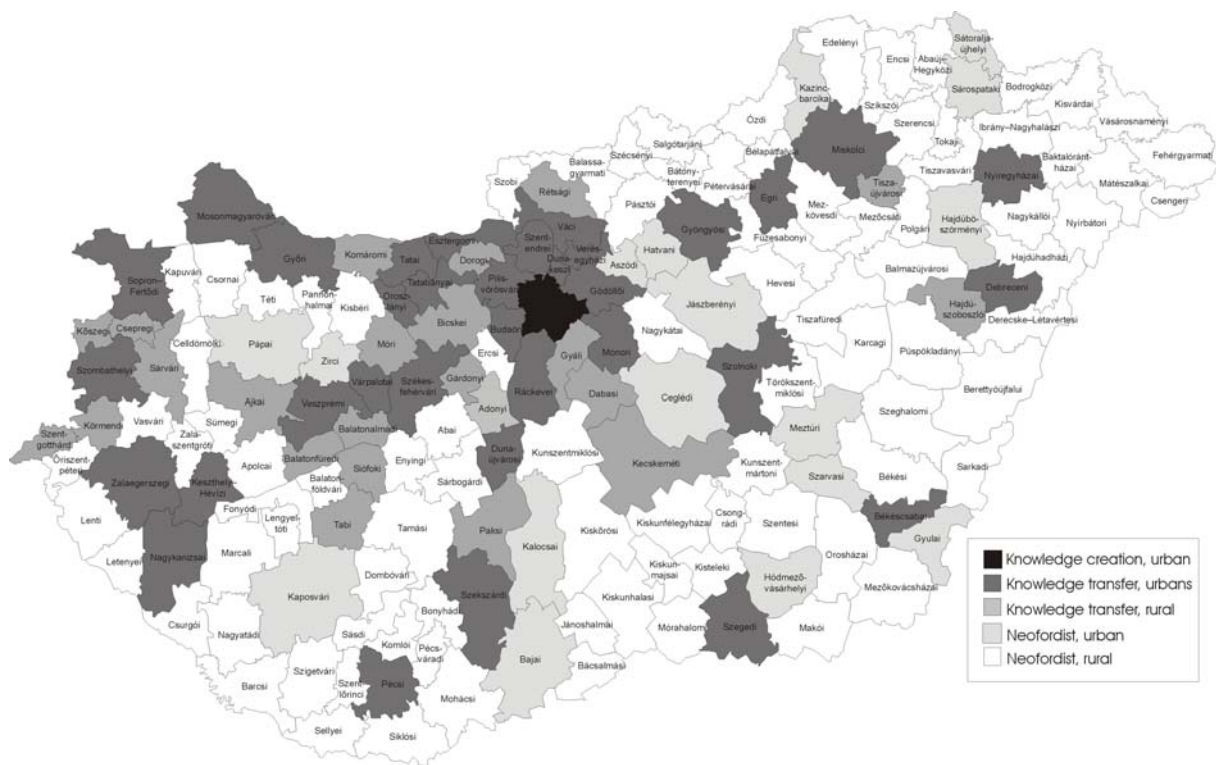 Edelényi
Encsi
Abaúj–
Hegyközi
Sátoralja-
újhelyi
Kazinc-
barcikai
Sárospataki
Bodrogközi
Kisvárdai
Vásárosnaményi
Szikszói
Szerencsi
Ózdi
Miskolci
Tokaji
Ibrány–Nagyhalászi
Fehérgyarmati
Baktalóránt-
házai
Mátészalkai
Csengeri
Salgótarjáni
Szécsényi
Balassa-
gyarmati
Bélapátfalvai
Bátony-
terenyei
Pétervásárai
Tiszavasvári
Nyíregyházai
Szobi
Rétsági
Pásztói
Egri
Tisza-
újvárosi
Mez-
kövesdi
Mezőcsáti
Polgári
Hajdúbö-
szörményi
Nagykállói
Nyírbátori
Mosonmagyaróvári
Esztergomi
Szent-
endrei
Váci
Veres-
egyházi
Gyöngyösi
Füzesabonyi
Hajdúhadházi
Győri
Komáromi
Tatai
Dorogi
Duna-
keszi
Aszódi
Hatvani
Balmazújvárosi
Sopron–
Fertődi
Kapuvári
Csornai
Téti
Pannon-
halmai
Kisbéri
Tatabányai
Orosz-
lányi
Pilis-
vörösvári
Gödöllői
Hevesi
Debreceni
Hajdú-
szoboszlói
Derecske–Létavértesi
Jászberényi
Tiszafüredi
Kőszegi
Csepregi
Celldömölki
Pápai
Zirci
Móri
Bicskei
Budaörsi
Ercsi
Gyáli
Monori
Nagykátai
Karcagi
Püspökladányi
Szombathelyi
Sárvári
Szolnoki
Törökszent-
miklósi
Berettyóújfalui
Ajkai
Veszprémi
Várpalotai
Székes-
fehérvári
Gárdonyi
Adonyi
Ráckevei
Dabasi
Ceglédi
Szeghalomi
Szent-
gotthárdi
Körmendi
Vasvári
Zala-
szentgróti
Sümegi
Balatonalmádi
Abai
Meztúri
Őriszent-
péteri
Apolcai
Balatonfüredi
Siófoki
Enyingi
Sárbogárdi
Duna-
újvárosi
Kunszentmiklósi
Kecskeméti
Kunszent-
mártoni
Szarvasi
Békési
Sarkadi
Zalaegerszegi
Keszthely–
Hévízi
Balaton-
földvári
Lenti
Fonyódi
Lengyel-
tóti
Tabi
Tamási
Paksi
Kalocsai
Kiskőrösi
Kiskunfélegyházai
Csong-
rádi
Szentesi
Békéscsabai
Gyulai
Letenyei
Nagykanizsai
Marcali
Orosházai
Kiskun-
majsai
Kisteleki
Hódmező-
vásárhelyi
Mezőkovácsházai
Kaposvári
Dombóvári
Szekszárdi
Kiskunhalasi
Bonyhádi
Csurgói
Nagyatádi
Sásdi
Komlói
Pécs-
váradi
Jánoshalmai
Mórahalom
Szegedi
Makói
Bajai
Bácsalmási
Barcsi
Szigetvári
Szent-
lőrinci
Pécsi
Mohácsi
Sellyei
Siklósi
Knowledge creation, urban
Knowledge transfer, urbans
Knowledge transfer, rural
Neofordist, urban
Neofordist, rural